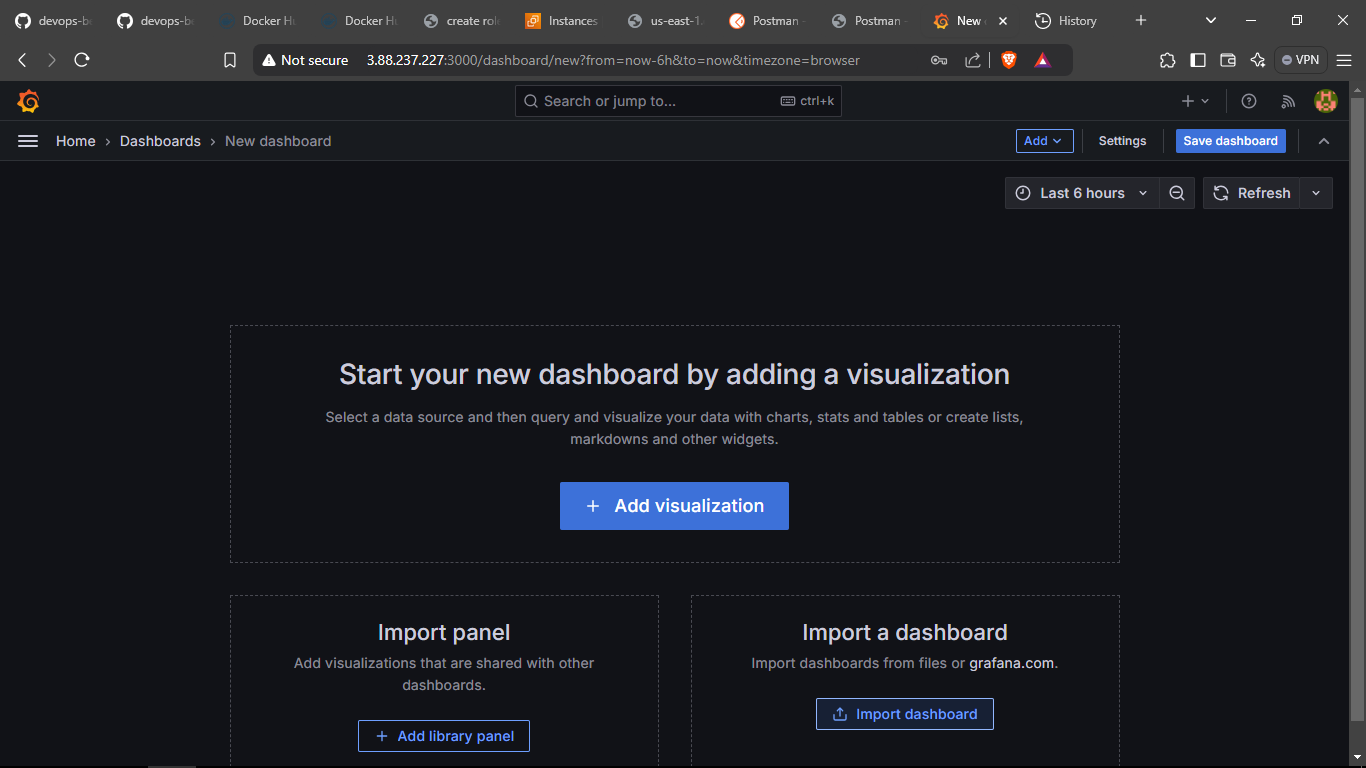 devops-b
devops-b
Docker H
Docker H
create rol
Instances
us-east-1.
Postman
Postman
New
History
Not secure
3.88.237.227:3000/dashboard/new?from=now-6h&to=now&timezone=browser
VPN
Search or jump to...
ctrl+k
Home › Dashboards › New dashboard
Add
Settings
Save dashboard
Last 6 hours
Refresh
Start your new dashboard by adding a visualization
Select a data source and then query and visualize your data with charts, stats and tables or create lists,
markdowns and other widgets.
+ Add visualization
Import panel
Add visualizations that are shared with other
dashboards.
+ Add library panel
Import a dashboard
Import dashboards from files or grafana.com.
Import dashboard